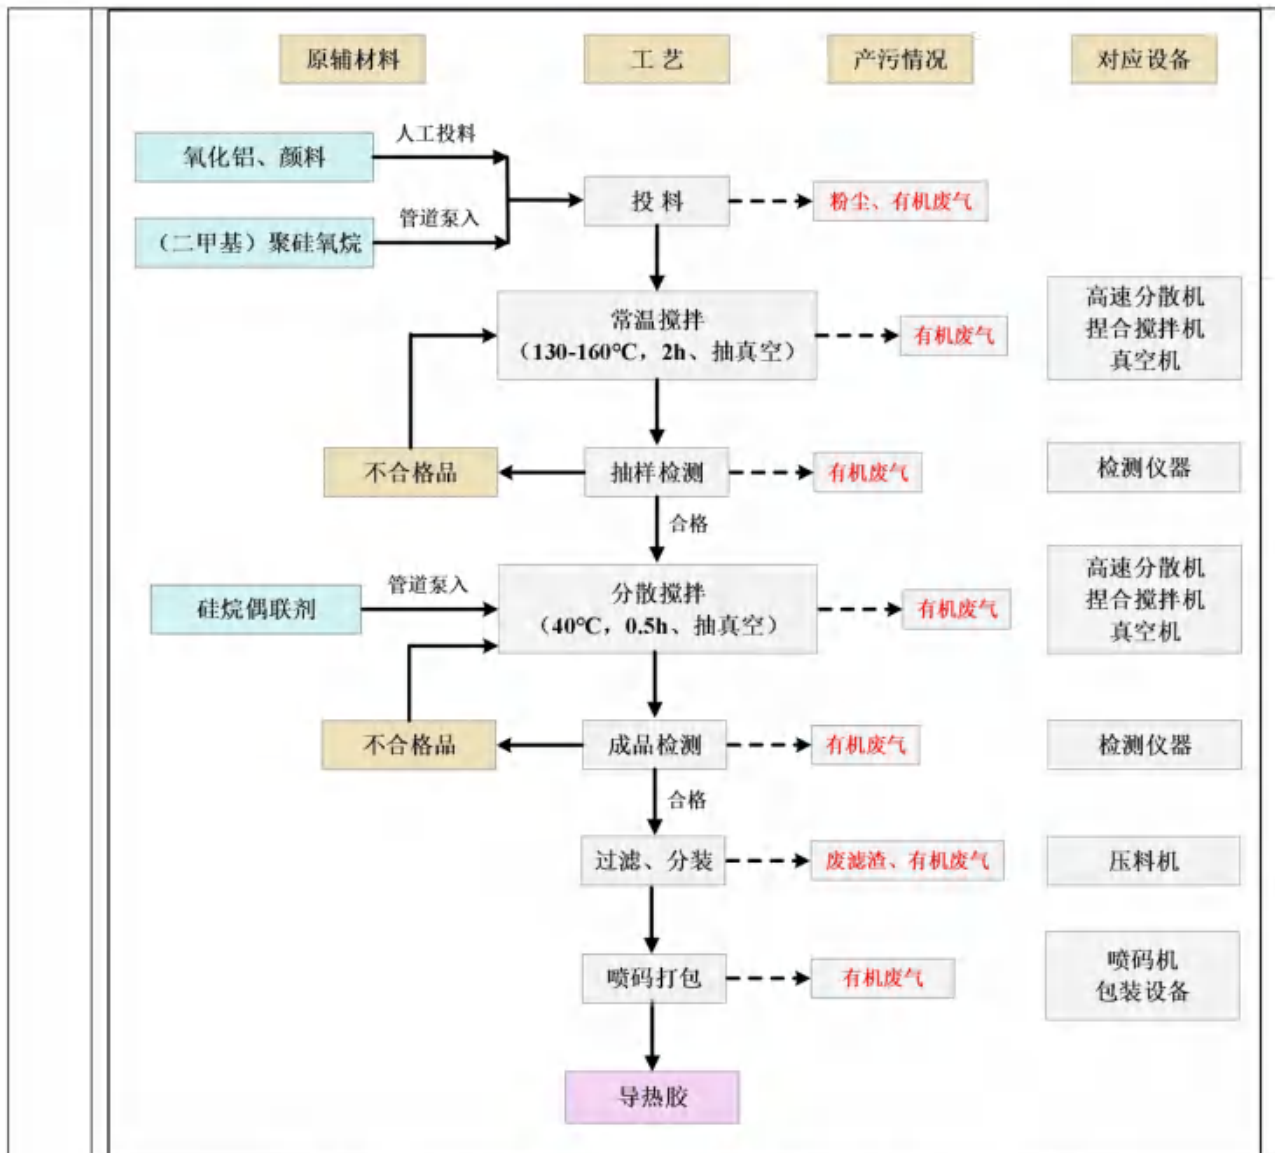 原辅材料
工 艺
产污情况
对应设备
人工投料
氧化铝、颜料
投 料
粉尘、有机废气
管道泵入
（二甲基）聚硅氧烷
常温搅拌
（130-160℃，2h、抽真空）
有机废气
高速分散机
捏合搅拌机
真空机
不合格品
抽样检测
有机废气
检测仪器
合格
管道泵入
硅烷偶联剂
分散搅拌
（40℃，0.5h、抽真空）
有机废气
高速分散机
捏合搅拌机
真空机
不合格品
成品检测
有机废气
检测仪器
合格
过滤、分装
废滤渣、有机废气
压料机
喷码打包
有机废气
喷码机
包装设备
导热胶